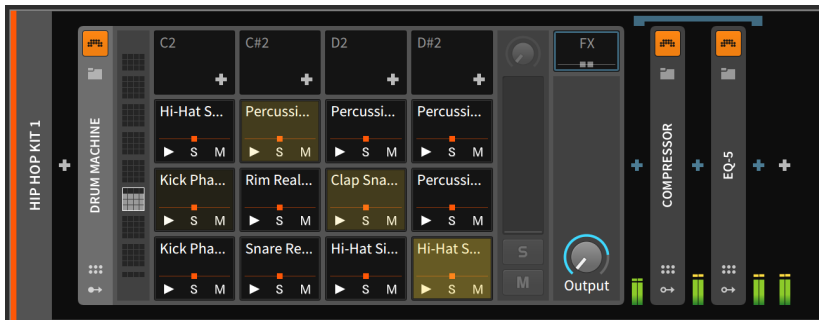 HIP HOP KIT 1
DRUM MACHINE
C2 C#2 D2 D#2
Hi-Hat S... Percussi... Percussi... Percussi...
S M S M S M S M
Kick Pha... Rim Real... Clap Sna... Percussi...
S M S M S M S M
Kick Pha... Snare Re... Hi-Hat Si... Hi-Hat S...
S M S M S M S M
S
M
FX
Output
COMPRESSOR
EQ-5